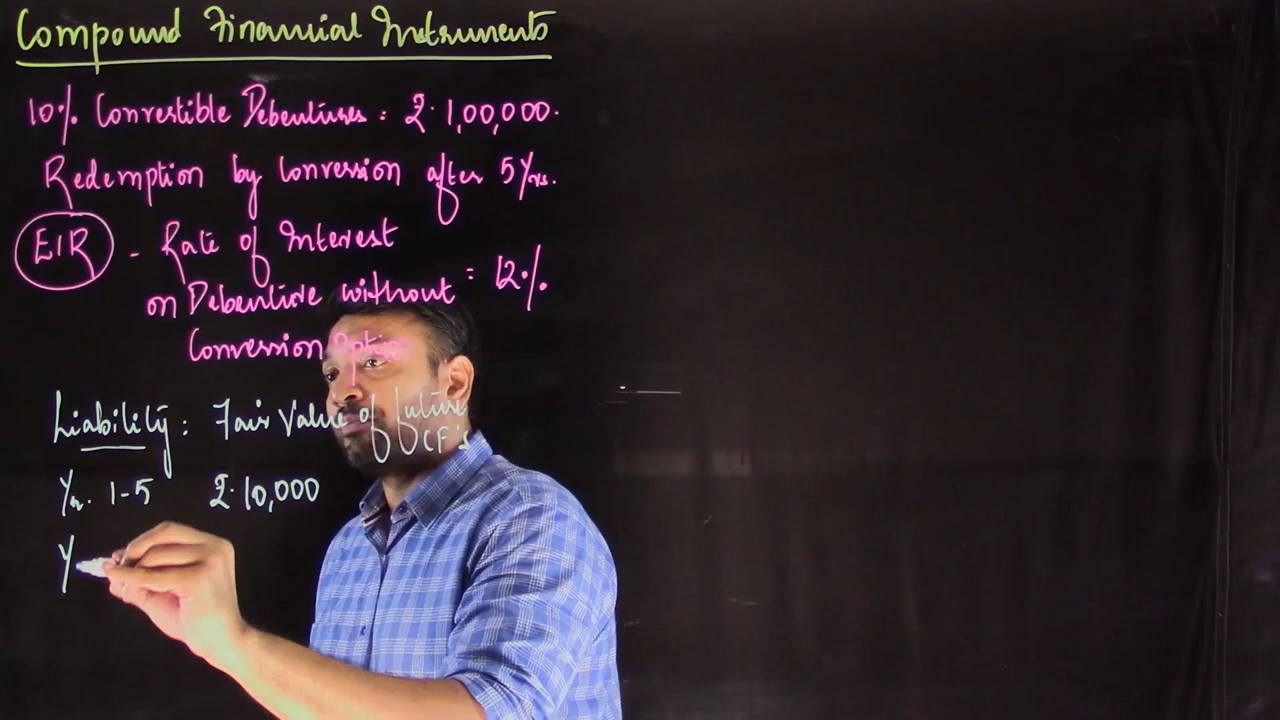 Compound Financial Instruments
10% Convertible Debentures = ₹ 1,00,000.
Redemption by Conversion after 5 Yrs.
EIR - Rate of Interest
on Debenture without = 12%.
Conversion Option
Liability : Fair Value of future
CF's
Yr. 1-5 ₹ 10,000
Y